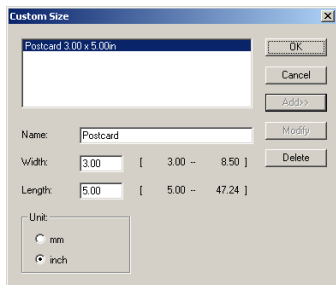 Custom Size
Postcard 3.00 x 5.00in
OK
Cancel
Add>>
Name: Postcard
Modify
Width: 3.00 [ 3.00 -- 8.50 ]
Delete
Length: 5.00 [ 5.00 -- 47.24 ]
Unit:
mm
inch